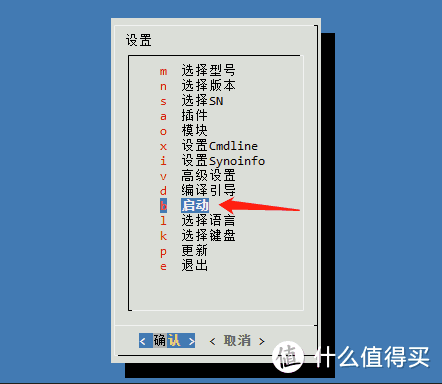 设置
m 选择型号
n 选择版本
s 选择SN
a 插件
o 模块
x 设置Cmdline
i 设置Synoinfo
v 高级设置
d 编译引导
b 启动
l 选择语言
k 选择键盘
p 更新
e 退出
< 确认 > < 取消 >
值 什么值得买